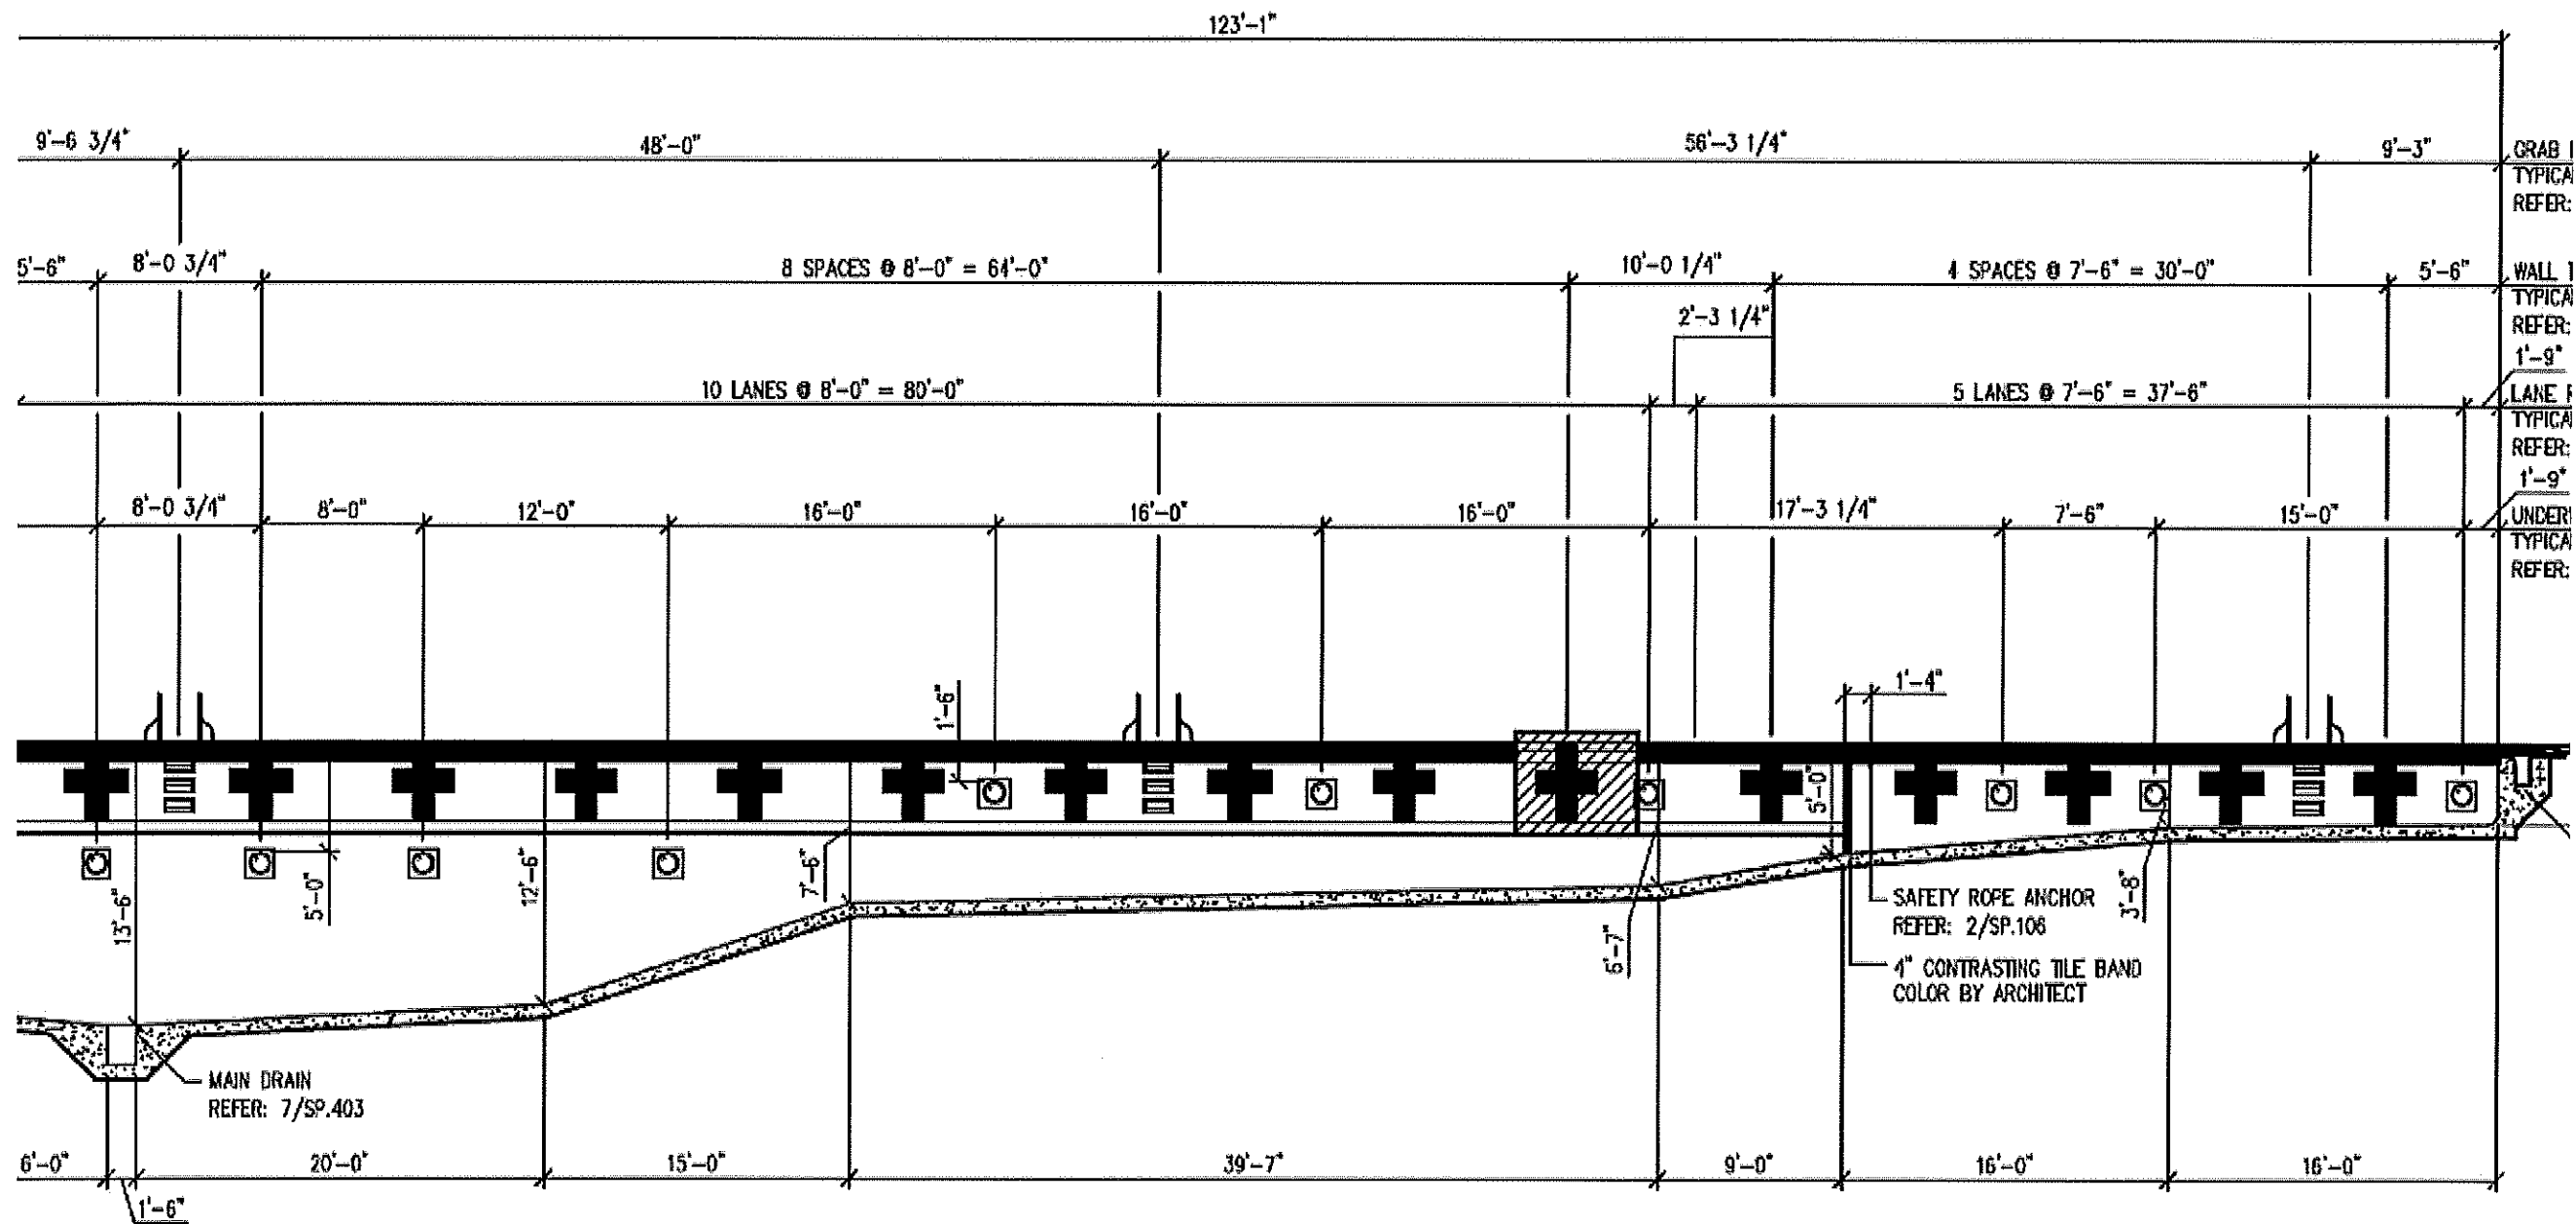 123'-1"
9'-6 3/4"
48'-0"
56'-3 1/4"
9'-3"
GRAB
TYPICA
REFER:
5'-6"
8'-0 3/4"
8 SPACES @ 8'-0" = 64'-0"
10'-0 1/4"
4 SPACES @ 7'-6" = 30'-0"
5'-6"
WALL
TYPICA
REFER:
2'-3 1/4"
1'-9"
10 LANES @ 8'-0" = 80'-0"
5 LANES @ 7'-6" = 37'-6"
LANE
TYPICA
REFER:
1'-9"
8'-0 3/4"
8'-0"
12'-0"
16'-0"
16'-0"
16'-0"
17'-3 1/4"
7'-6"
15'-0"
UNDER
TYPICA
REFER:
1'-6"
1'-4"
5'-0"
13'-6"
5'-0"
12'-6"
7'-6"
6'-7"
3'-8"
SAFETY ROPE ANCHOR
REFER: 2/SP.106
4" CONTRASTING TILE BAND
COLOR BY ARCHITECT
MAIN DRAIN
REFER: 7/SP.403
6'-0"
20'-0"
15'-0"
39'-7"
9'-0"
16'-0"
16'-0"
1'-6"